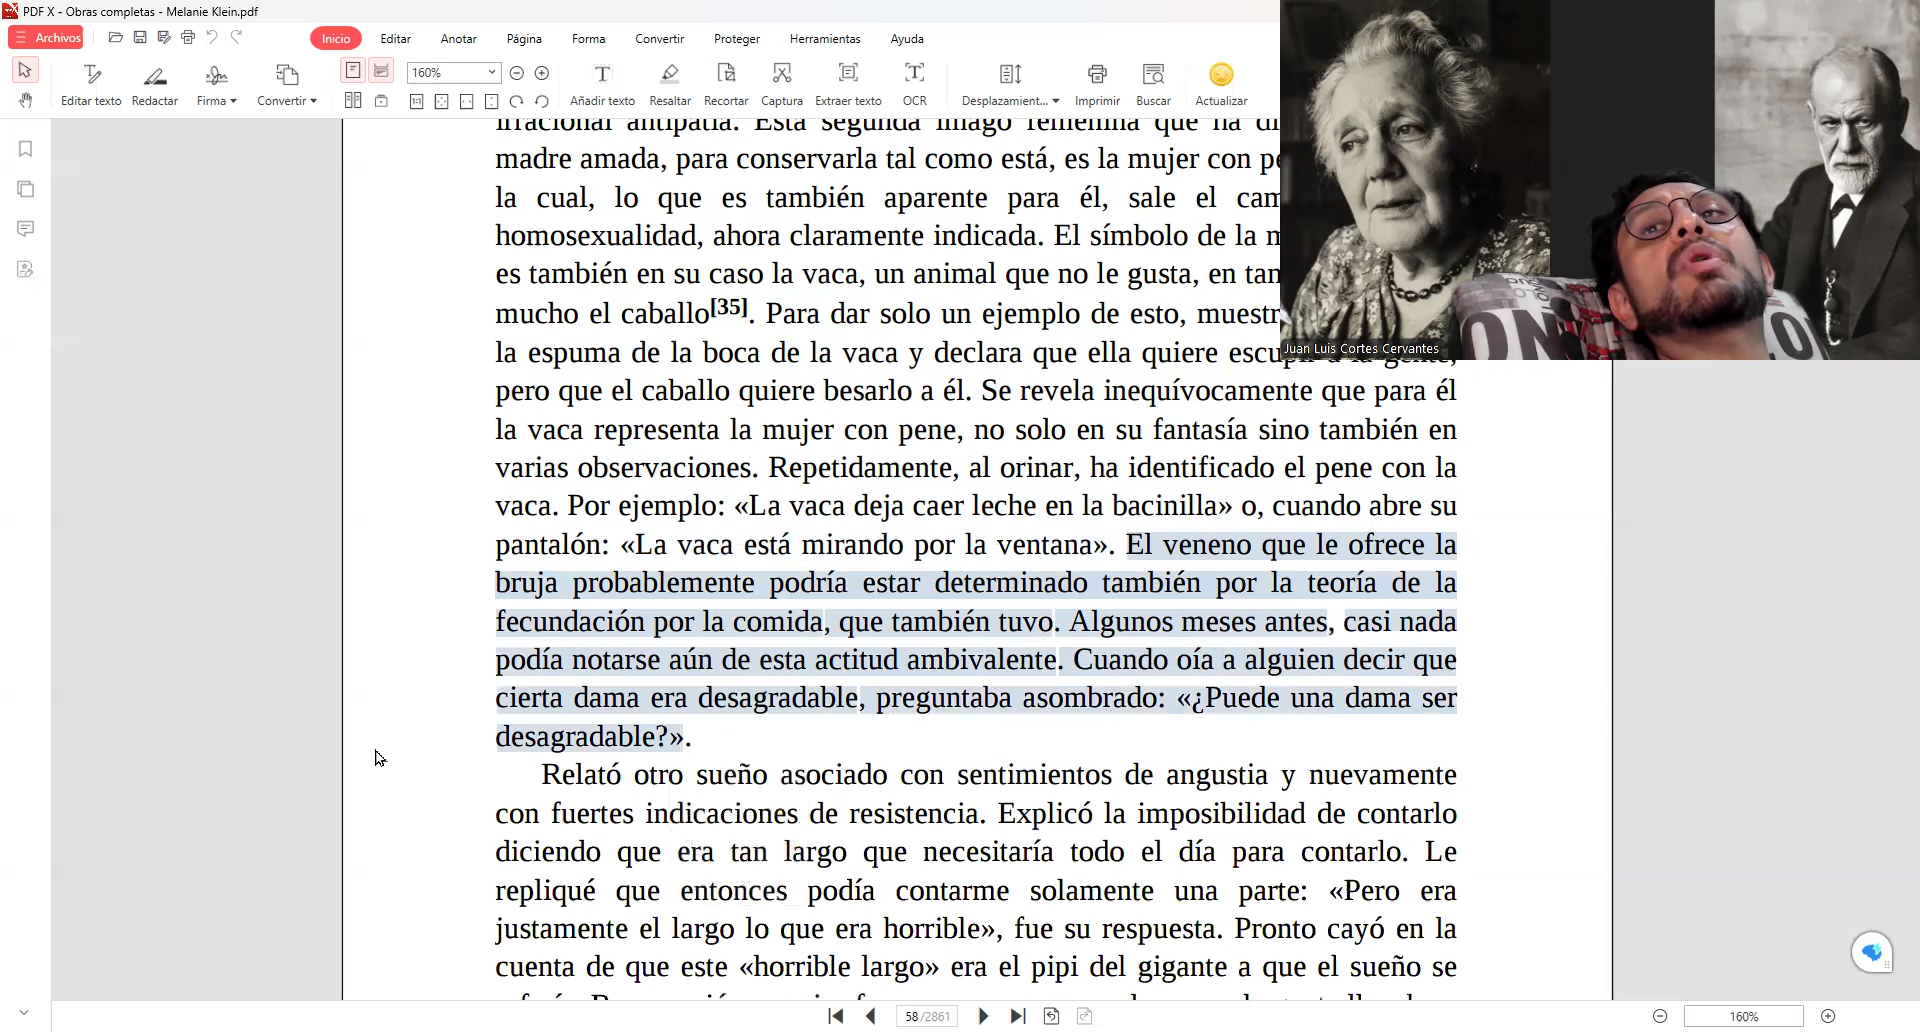 PDF X - Obras completas - Melanie Klein.pdf
Archivos
Inicio
Editar
Anotar
Página
Forma
Convertir
Proteger
Herramientas
Ayuda
160%
Editar texto
Redactar
Firma
Convertir
Añadir texto
Resaltar
Recortar
Captura
Extraer texto
OCR
Desplazamient...
Imprimir
Buscar
Actualizar
irracional antipatía. Esta segunda imago femenina que ha
madre amada, para conservarla tal como está, es la mujer con
la cual, lo que es también aparente para él, sale el
homosexualidad, ahora claramente indicada. El símbolo de la
es también en su caso la vaca, un animal que no le gusta, en
mucho el caballo[35]. Para dar solo un ejemplo de esto,
la espuma de la boca de la vaca y declara que ella quiere
pero que el caballo quiere besarlo a él. Se revela inequívocamente que para él
la vaca representa la mujer con pene, no solo en su fantasía sino también en
varias observaciones. Repetidamente, al orinar, ha identificado el pene con la
vaca. Por ejemplo: «La vaca deja caer leche en la bacinilla» o, cuando abre su
pantalón: «La vaca está mirando por la ventana». El veneno que le ofrece la
bruja probablemente podría estar determinado también por la teoría de la
fecundación por la comida, que también tuvo. Algunos meses antes, casi nada
podía notarse aún de esta actitud ambivalente. Cuando oía a alguien decir que
cierta dama era desagradable, preguntaba asombrado: «¿Puede una dama ser
desagradable?».
Relató otro sueño asociado con sentimientos de angustia y nuevamente
con fuertes indicaciones de resistencia. Explicó la imposibilidad de contarlo
diciendo que era tan largo que necesitaría todo el día para contarlo. Le
repliqué que entonces podía contarme solamente una parte: «Pero era
justamente el largo lo que era horrible», fue su respuesta. Pronto cayó en la
cuenta de que este «horrible largo» era el pipi del gigante a que el sueño se
Juan Luis Cortes Cervantes
58 /2861
160%